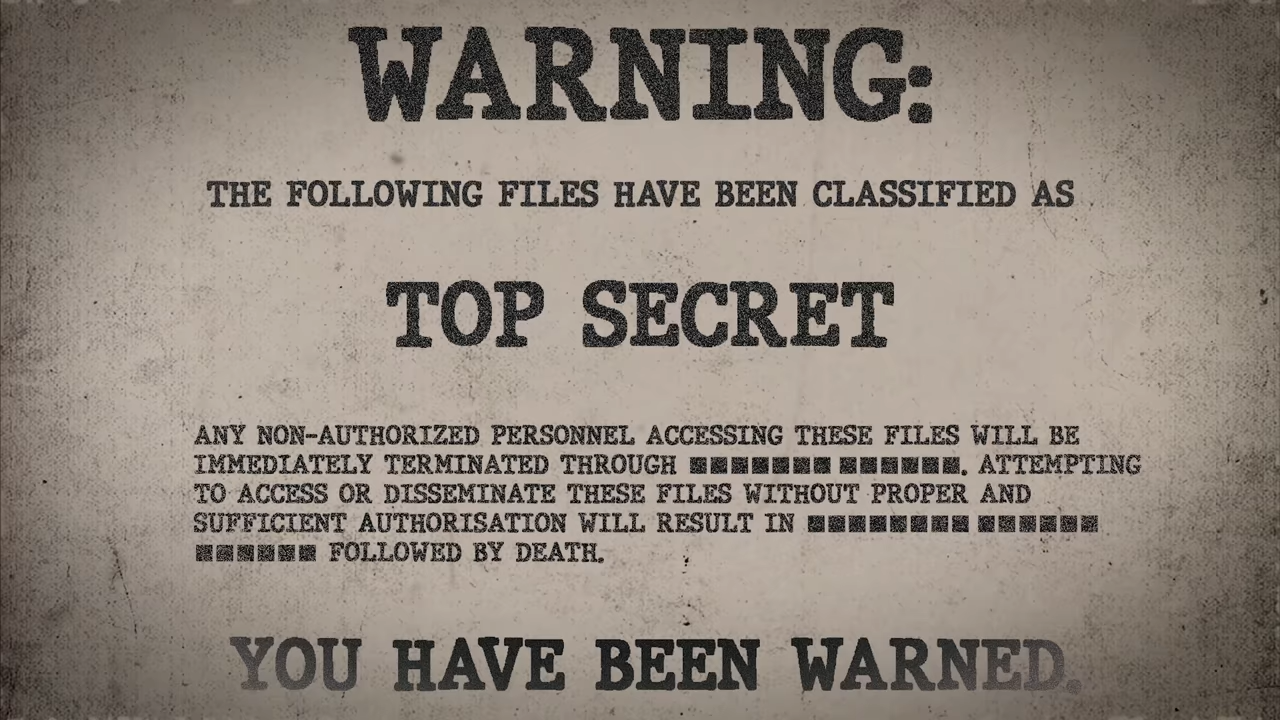 WARNING:
THE FOLLOWING FILES HAVE BEEN CLASSIFIED AS
TOP SECRET
ANY NON-AUTHORIZED PERSONNEL ACCESSING THESE FILES WILL BE
IMMEDIATELY TERMINATED THROUGH ■■■■■■■ ■■■■■■. ATTEMPTING
TO ACCESS OR DISSEMINATE THESE FILES WITHOUT PROPER AND
SUFFICIENT AUTHORISATION WILL RESULT IN ■■■■■■■■ ■■■■■■
■■■■■■ FOLLOWED BY DEATH.
YOU HAVE BEEN WARNED.